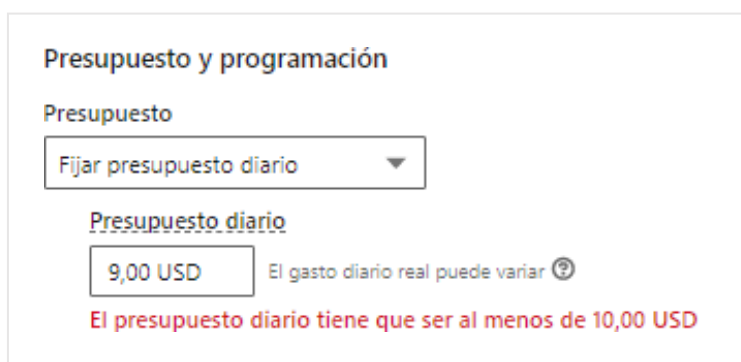 Presupuesto y programación
Presupuesto
Fijar presupuesto diario
Presupuesto diario
9,00 USD El gasto diario real puede variar ?
El presupuesto diario tiene que ser al menos de 10,00 USD